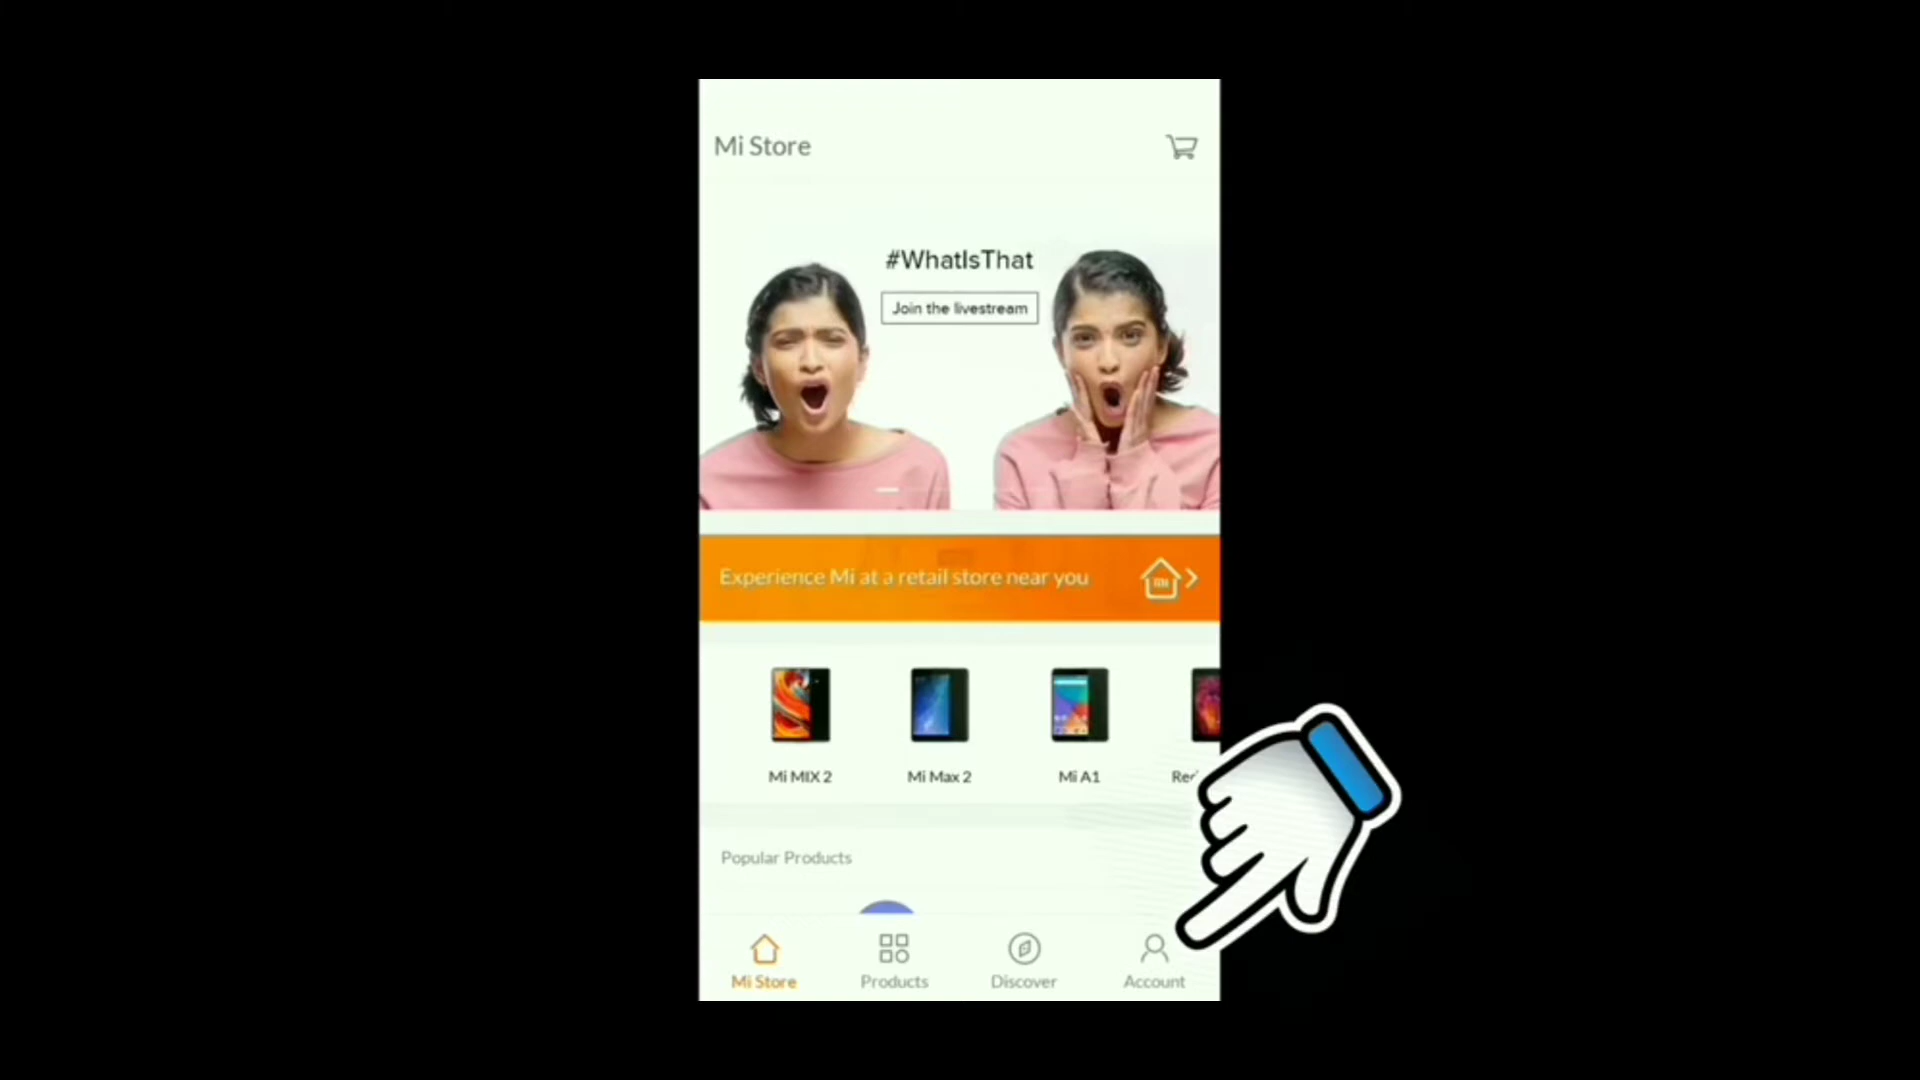 Mi Store
#WhatIsThat
Join the livestream
Experience Mi at a retail store near you
Mi MIX 2
Mi Max 2
Mi A1
Popular Products
Mi Store
Products
Discover
Account